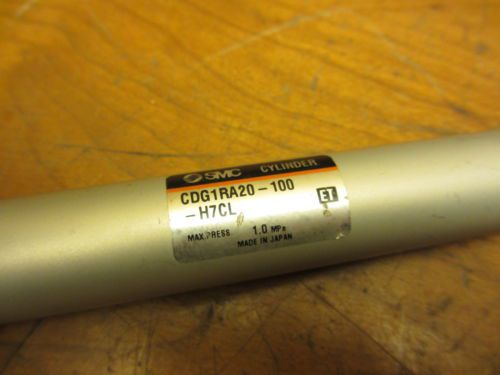 SMC CYLINDER
CDG1RA20-100
-H7CL ET
MAX.PRESS 1.0 MPa
MADE IN JAPAN